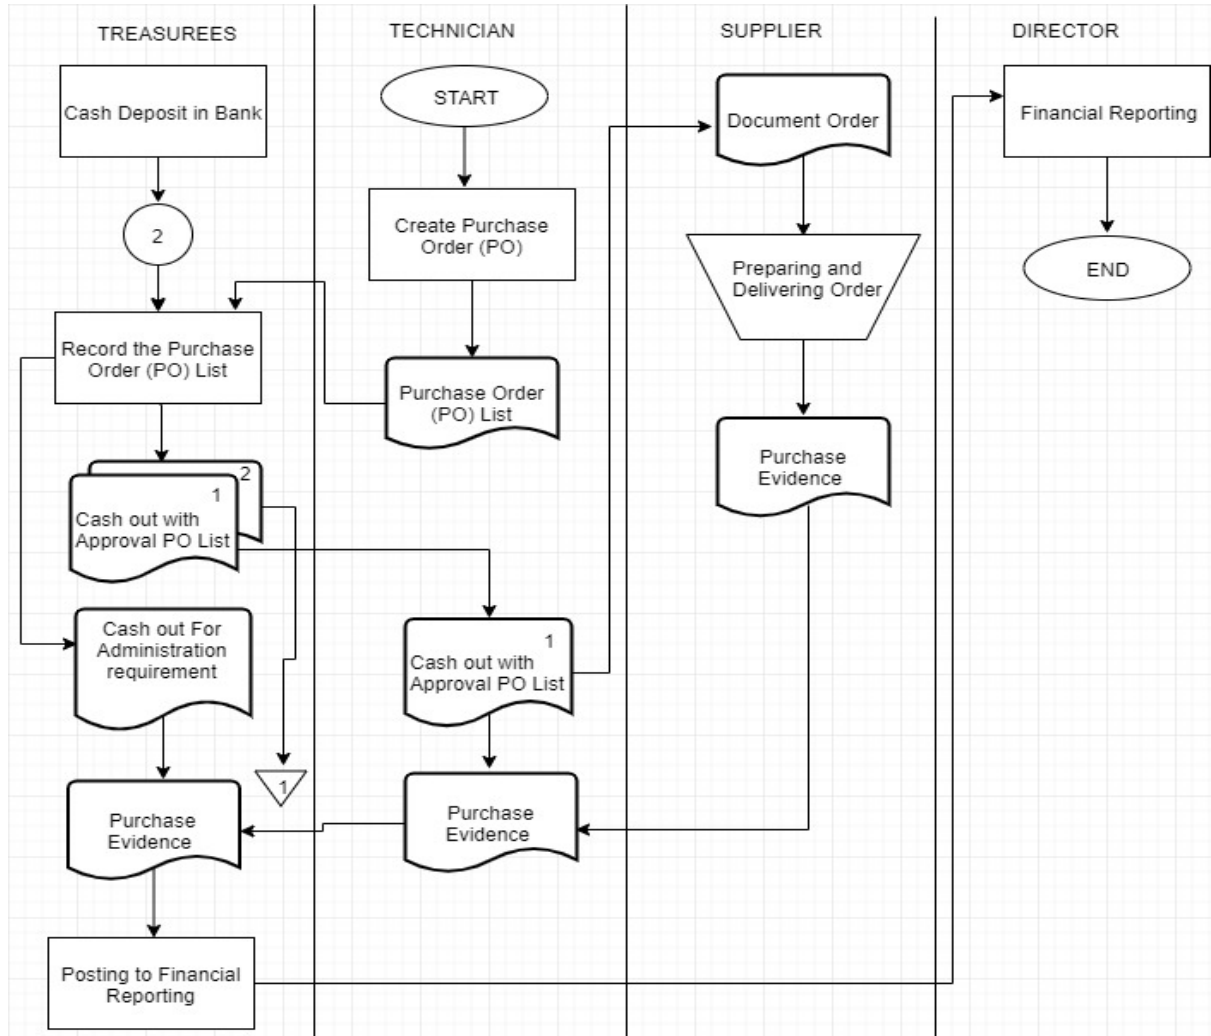 TREASUREES
TECHNICIAN
SUPPLIER
DIRECTOR
Cash Deposit in Bank
2
Record the Purchase
Order (PO) List
2
1
Cash out with
Approval PO List
Cash out For
Administration
requirement
1
Purchase
Evidence
Posting to Financial
Reporting
START
Create Purchase
Order (PO)
Purchase Order
(PO) List
1
Cash out with
Approval PO List
Purchase
Evidence
Document Order
Preparing and
Delivering Order
Purchase
Evidence
Financial Reporting
END